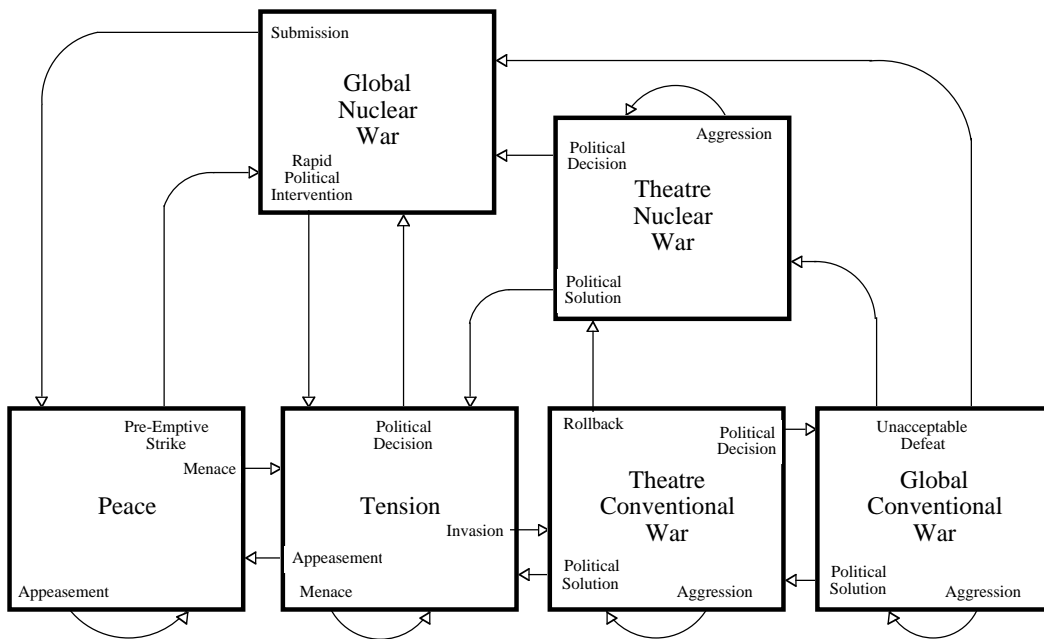 Submission
Global
Nuclear
War
Rapid
Political
Intervention
Aggression
Political
Decision
Theatre
Nuclear
War
Political
Solution
Pre-Emptive
Strike
Menace
Peace
Appeasement
Political
Decision
Tension
Invasion
Appeasement
Menace
Rollback
Political
Decision
Theatre
Conventional
War
Political
Solution
Aggression
Unacceptable
Defeat
Global
Conventional
War
Political
Solution
Aggression